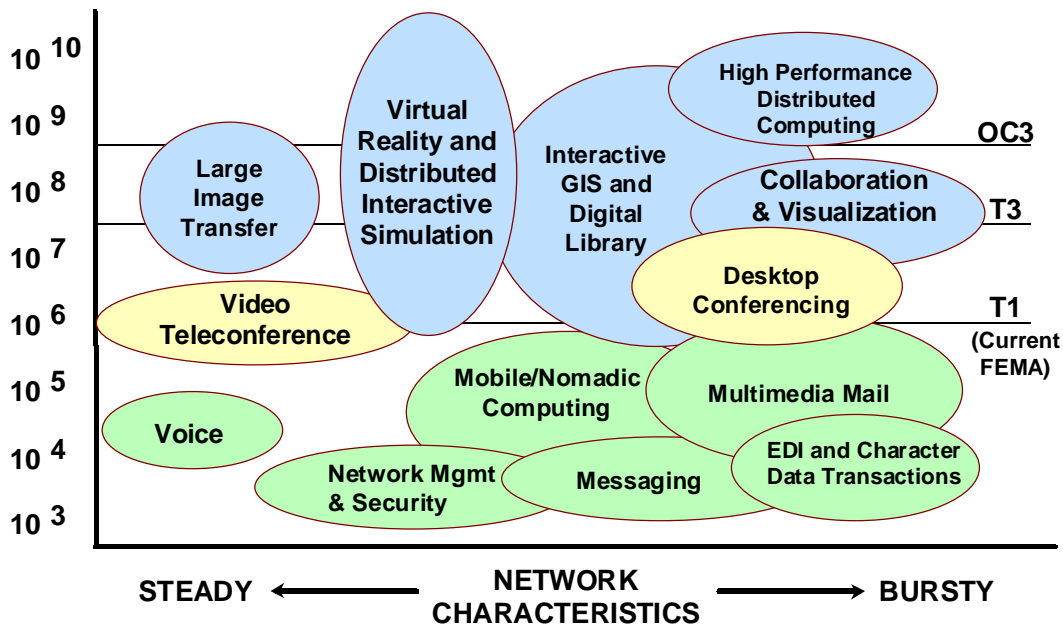 10 10
10 9
10 8
10 7
10 6
10 5
10 4
10 3
Large
Image
Transfer
Virtual
Reality and
Distributed
Interactive
Simulation
Interactive
GIS and
Digital
Library
High Performance
Distributed
Computing
Collaboration
& Visualization
Desktop
Conferencing
Video
Teleconference
Mobile/Nomadic
Computing
Multimedia Mail
Voice
Network Mgmt
& Security
Messaging
EDI and Character
Data Transactions
OC3
T3
T1
(Current
FEMA)
STEADY
NETWORK
CHARACTERISTICS
BURSTY